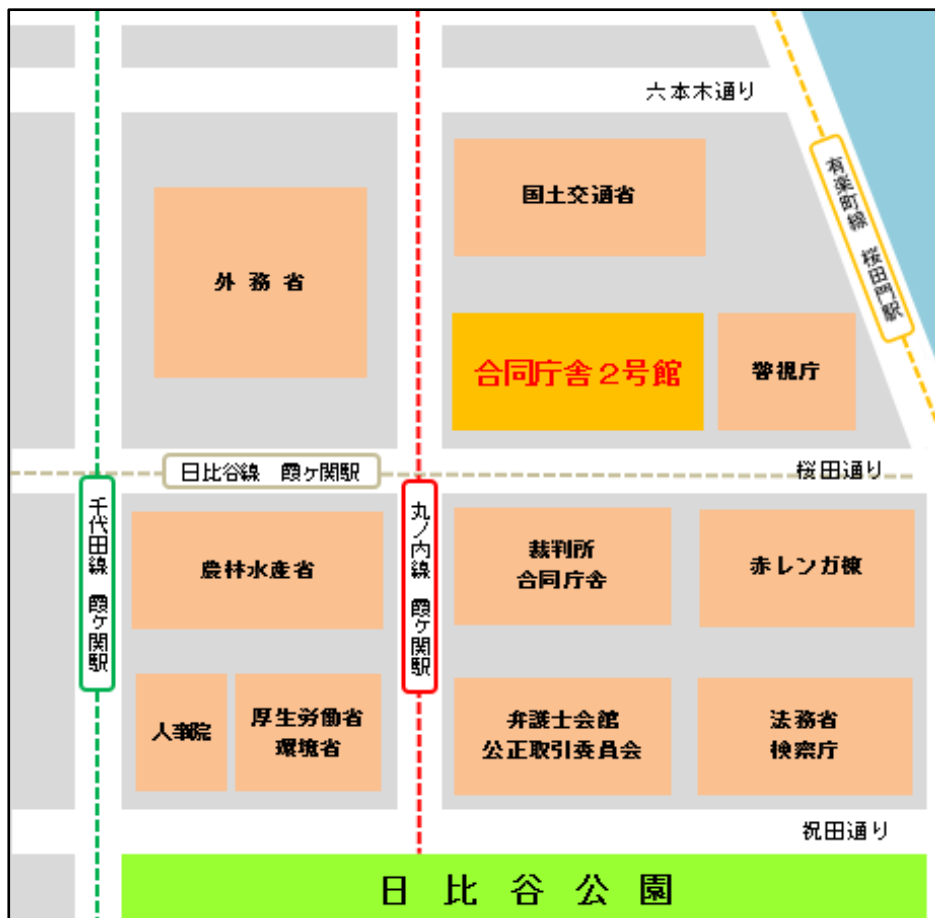 六本木通り
国土交通省
有楽町線 桜田門駅
外務省
合同庁舎2号館
警視庁
日比谷線 霞ヶ関駅
桜田通り
千代田線 霞ヶ関駅
丸ノ内線 霞ヶ関駅
農林水産省
裁判所
合同庁舎
赤レンガ棟
人事院
厚生労働省
環境省
弁護士会館
公正取引委員会
法務省
検察庁
祝田通り
日比谷公園